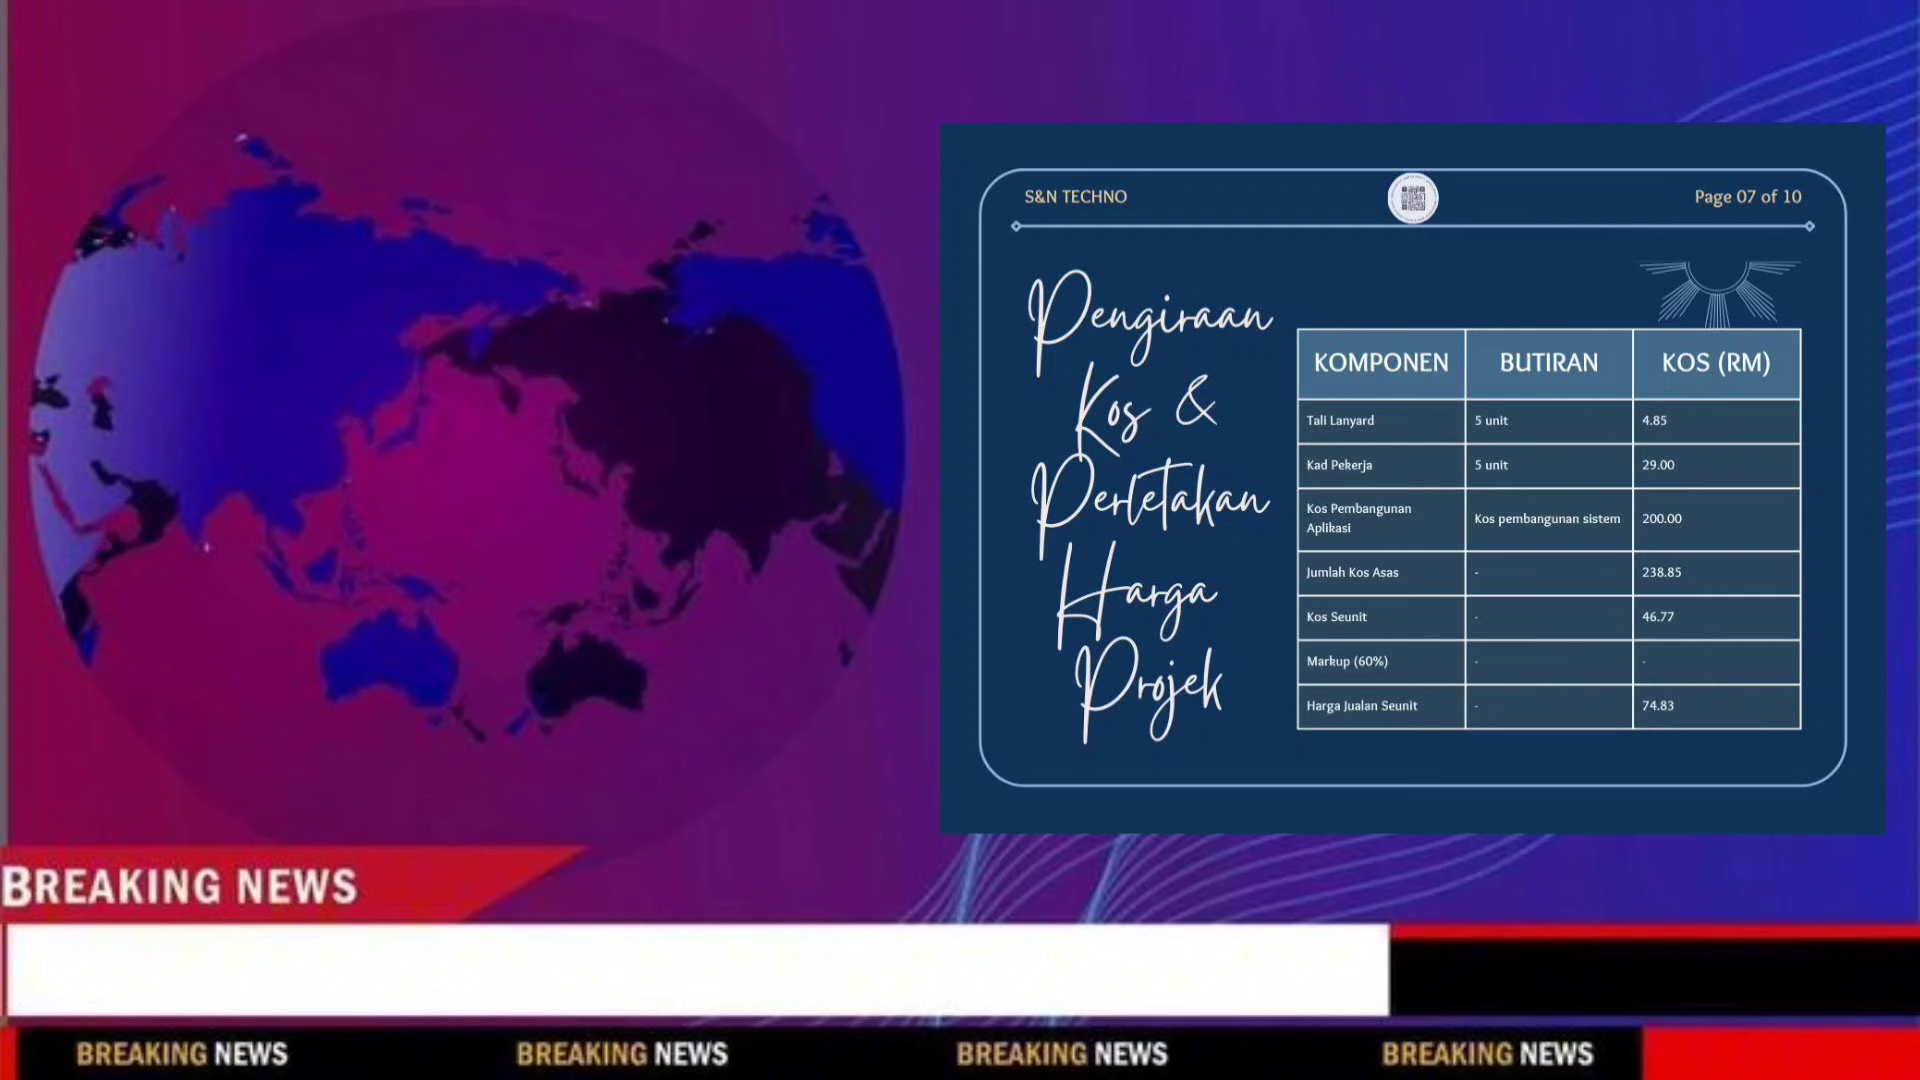 S&N TECHNO
Page 07 of 10
Pengiraan
Kos &
Perletakan
Harga
Projek
KOMPONEN BUTIRAN KOS (RM)
Tali Lanyard 5 unit 4.85
Kad Pekerja 5 unit 29.00
Kos Pembangunan
Aplikasi Kos pembangunan sistem 200.00
Jumlah Kos Asas - 238.85
Kos Seunit - 46.77
Markup (60%) - -
Harga Jualan Seunit - 74.83
BREAKING NEWS
BREAKING NEWS BREAKING NEWS BREAKING NEWS BREAKING NEWS